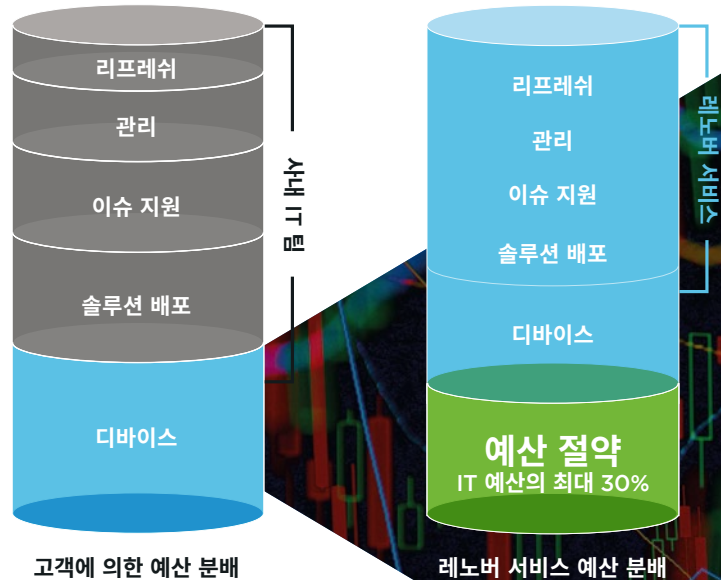 리프레쉬
관리
이슈 지원
솔루션 배포
디바이스
사내 IT 팀
고객에 의한 예산 분배
리프레쉬
관리
이슈 지원
솔루션 배포
디바이스
레노버 서비스
예산 절약
IT 예산의 최대 30%
레노버 서비스 예산 분배